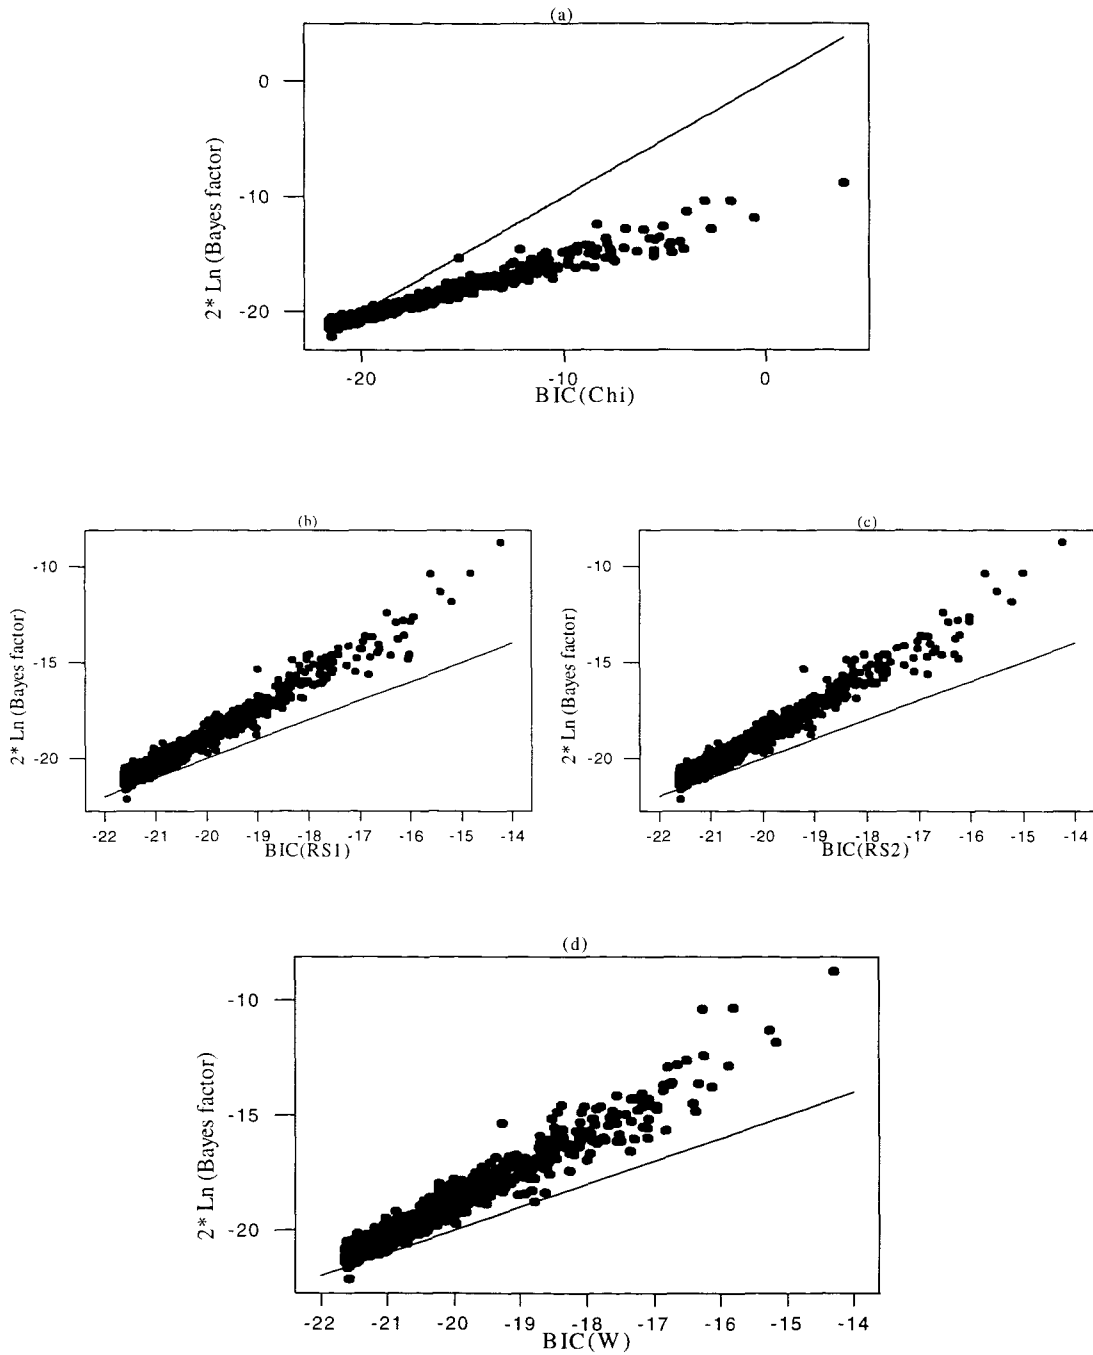 (a)
0
-10
-20
2* Ln (Bayes factor)
-20 -10 0
BIC(Chi)
(b)
-10
-15
-20
2* Ln (Bayes factor)
-22 -21 -20 -19 -18 -17 -16 -15 -14
BIC(RS1)
(c)
-10
-15
-20
2* Ln (Bayes factor)
-22 -21 -20 -19 -18 -17 -16 -15 -14
BIC(RS2)
(d)
-10
-15
-20
2* Ln (Bayes factor)
-22 -21 -20 -19 -18 -17 -16 -15 -14
BIC(W)